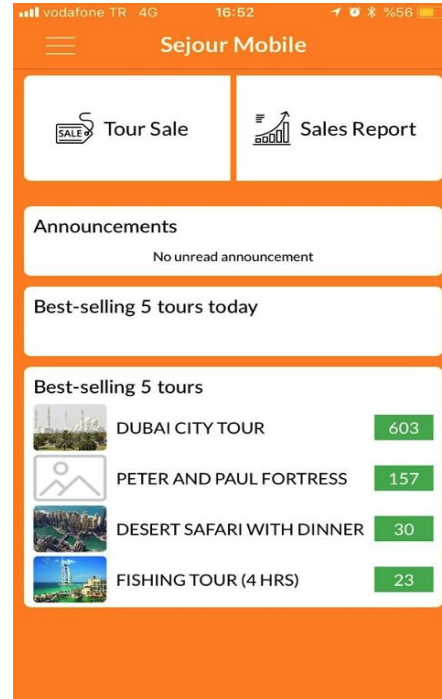 vodafone TR 4G 16:52 %56
Sejour Mobile
SALE Tour Sale
Sales Report
Announcements
No unread announcement
Best-selling 5 tours today
Best-selling 5 tours
DUBAI CITY TOUR 603
PETER AND PAUL FORTRESS 157
DESERT SAFARI WITH DINNER 30
FISHING TOUR (4 HRS) 23